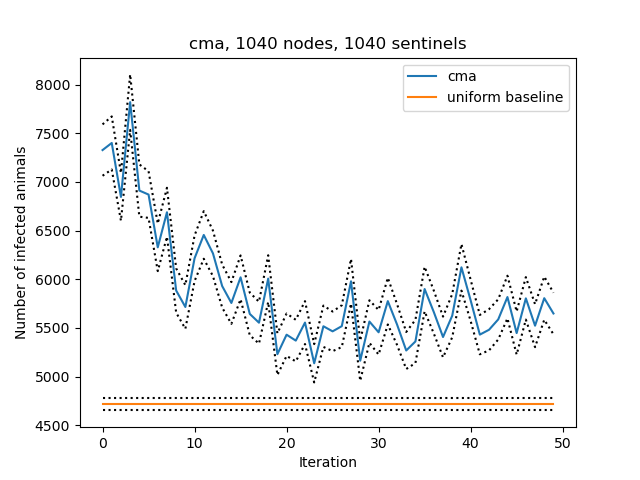 cma, 1040 nodes, 1040 sentinels
cma
uniform baseline
Number of infected animals
8000
7500
7000
6500
6000
5500
5000
4500
0 10 20 30 40 50
Iteration